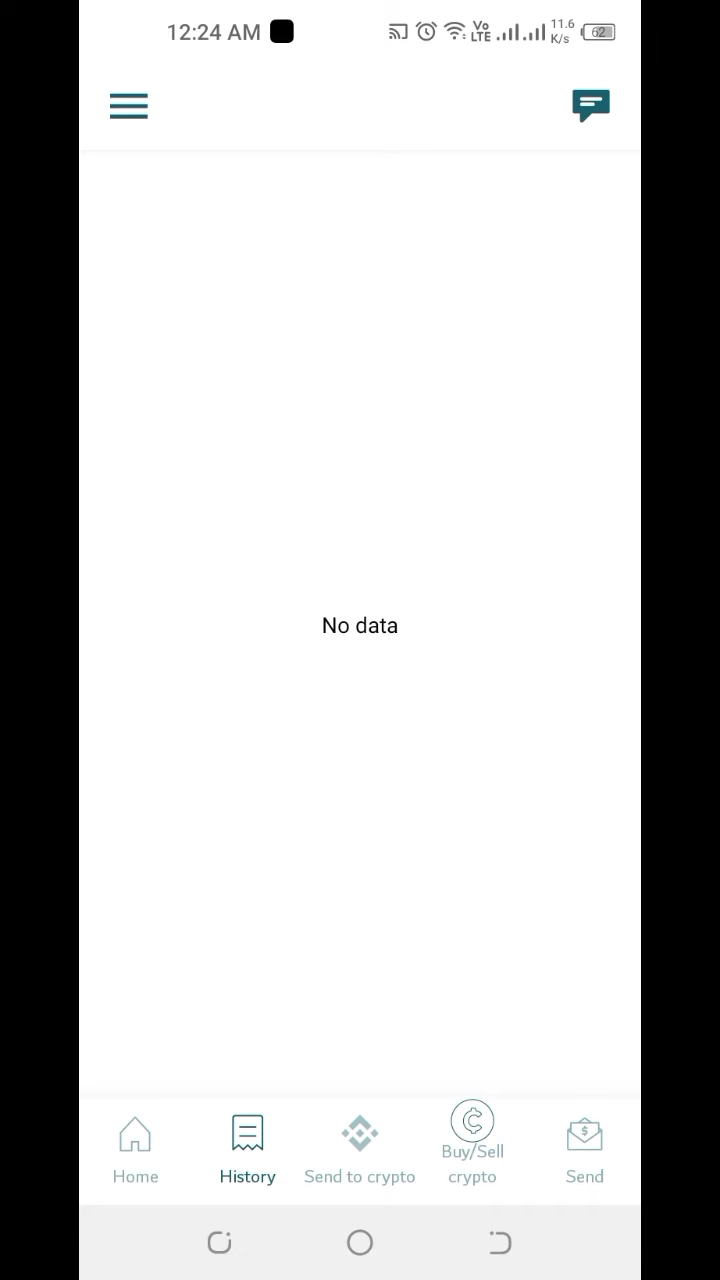 12:24 AM
Vo
LTE
11.6
K/s
62
No data
Home
History
Send to crypto
Buy/Sell
crypto
Send